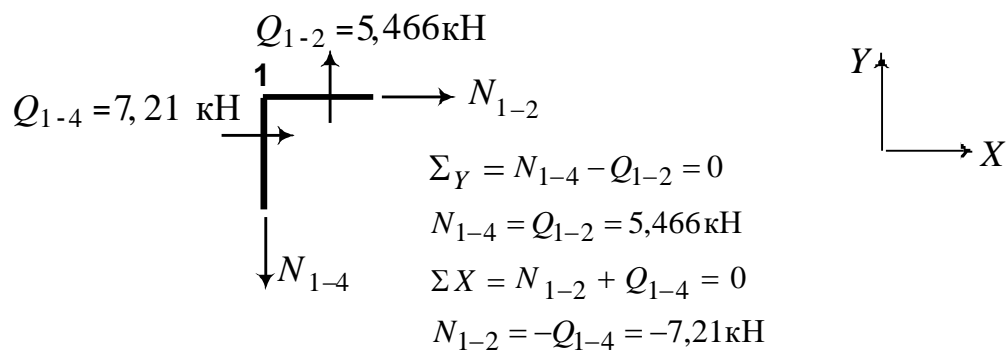 Q₁₋₂ =5,466кН
1
Q₁₋₄ =7, 21 кН
N₁₋₂
Y
X
Σ_Y = N₁₋₄ − Q₁₋₂ = 0
N₁₋₄ = Q₁₋₂ = 5,466кН
N₁₋₄
ΣX = N₁₋₂ + Q₁₋₄ = 0
N₁₋₂ = −Q₁₋₄ = −7,21кН